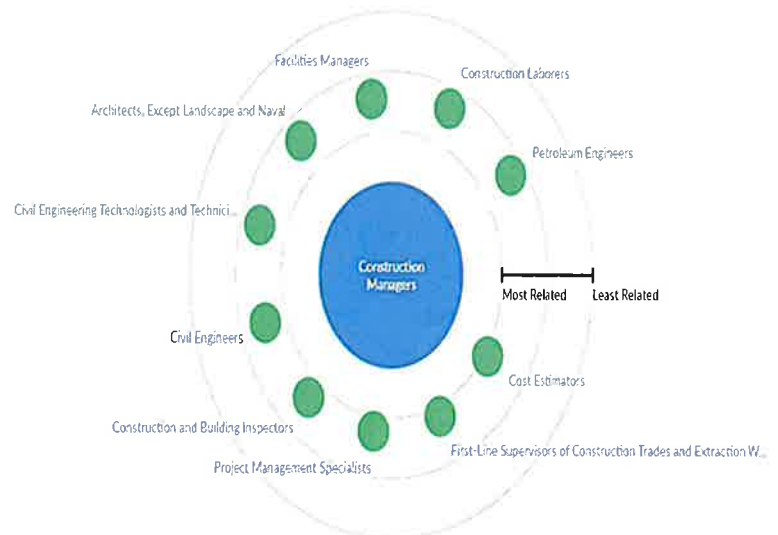 Facilities Managers
Construction Laborers
Architects, Except Landscape and Naval
Petroleum Engineers
Civil Engineering Technologists and Technici...
Construction
Managers
Most Related
Least Related
Civil Engineers
Cost Estimators
Construction and Building Inspectors
First-Line Supervisors of Construction Trades and Extraction W...
Project Management Specialists